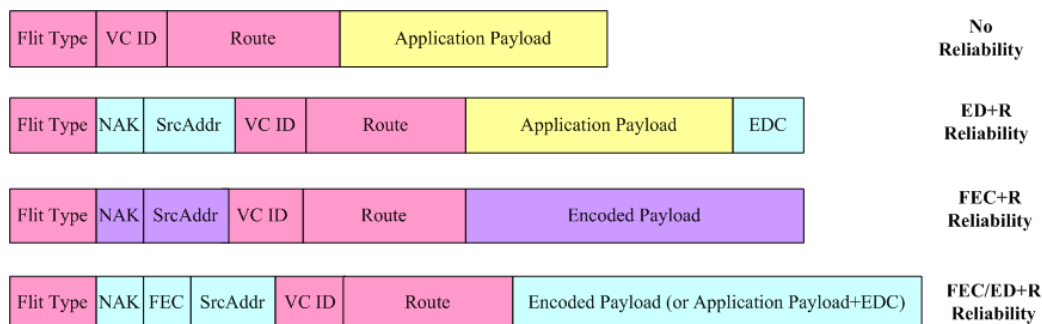 Flit Type VC ID Route Application Payload No
Reliability
Flit Type NAK SrcAddr VC ID Route Application Payload EDC ED+R
Reliability
Flit Type NAK SrcAddr VC ID Route Encoded Payload FEC+R
Reliability
Flit Type NAK FEC SrcAddr VC ID Route Encoded Payload (or Application Payload+EDC) FEC/ED+R
Reliability